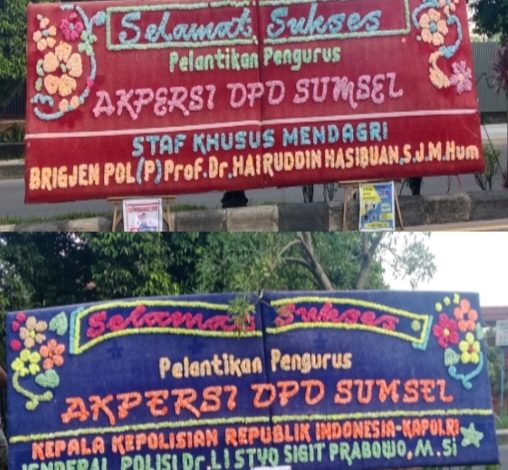 Selamat Sukses
Pelantikan Pengurus
AKPERSI DPD SUMSEL
STAF KHUSUS MENDAGRI
BRIGJEN POL(P)Prof.Dr.HAIRUDDIN HASIBUAN,S,J.M.Hum
Selamat Sukses
Pelantikan Pengurus
AKPERSI DPD SUMSEL
KEPALA KEPOLISIAN REPUBLIK INDONESIA-KAPOLRI
JENDERAL POLISI Dr.LISTYO SIGIT PRABOWO,M.Si